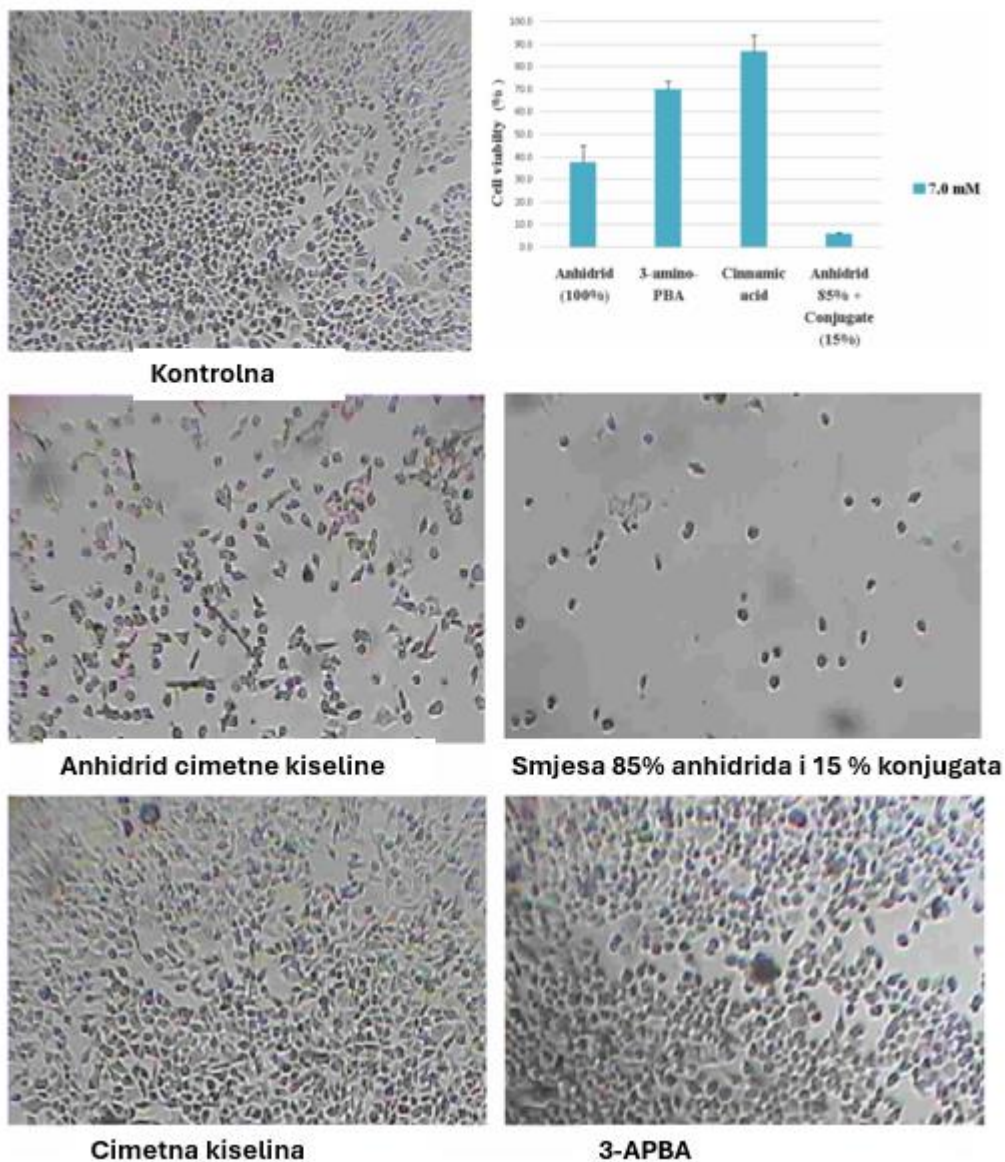 100.0
90.0
80.0
70.0
60.0
50.0
40.0
30.0
20.0
10.0
0.0
Cell viability (%)
Anhidrid
(100%)
3-amino-
PBA
Cinnamic
acid
Anhidrid
85% +
Conjugate
(15%)
7.0 mM
Kontrolna
Anhidrid cimetne kiseline
Smjesa 85% anhidrida i 15 % konjugata
Cimetna kiselina
3-APBA